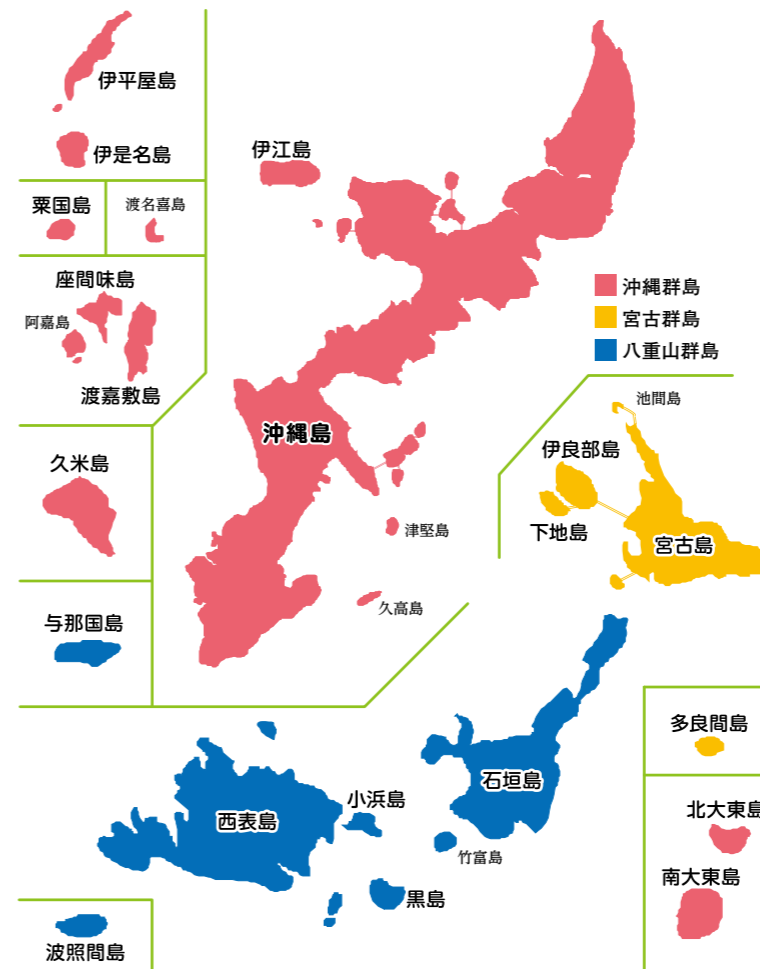 伊平屋島
伊是名島
伊江島
粟国島
渡名喜島
座間味島
阿嘉島
渡嘉敷島
沖縄群島
宮古群島
八重山群島
池間島
沖縄島
伊良部島
久米島
下地島
津堅島
宮古島
久高島
与那国島
多良間島
石垣島
小浜島
西表島
北大東島
竹富島
南大東島
黒島
波照間島